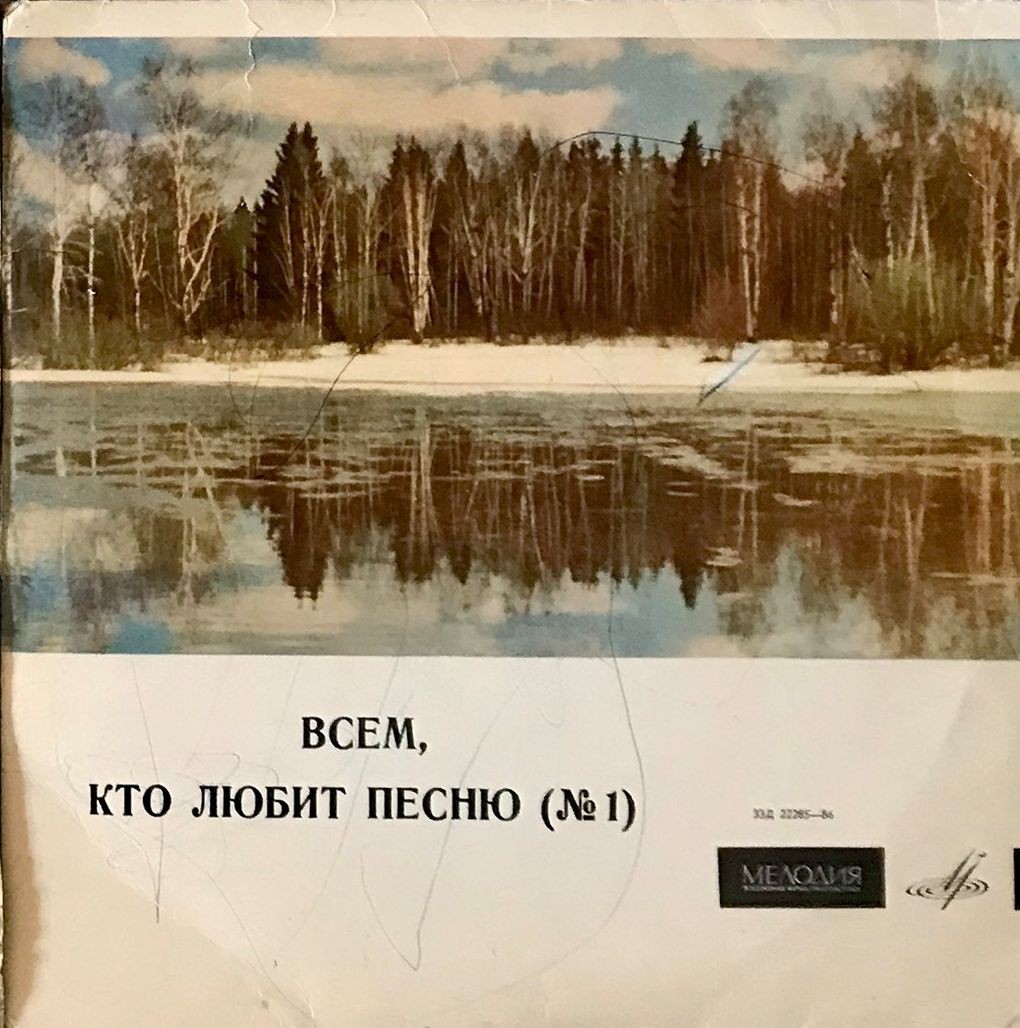 ВСЕМ,
КТО ЛЮБИТ ПЕСНЮ (№ 1)
33Д 22285—86
МЕЛОДИЯ